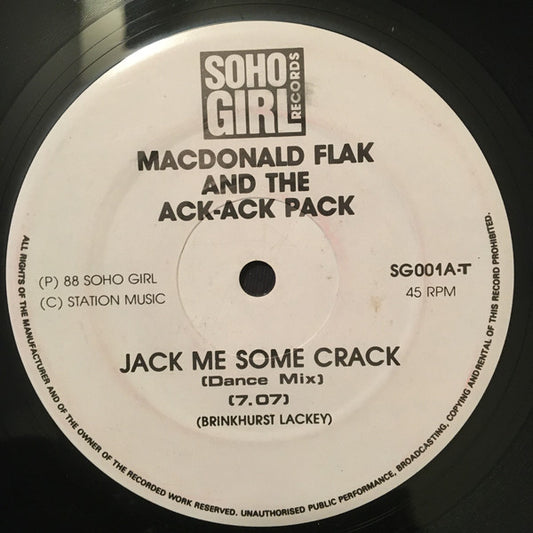 SOHO
GIRL
RECORDS
MACDONALD FLAK
AND THE
ACK-ACK PACK
(P) 88 SOHO GIRL
(C) STATION MUSIC
SG001A-T
45 RPM
JACK ME SOME CRACK
(Dance Mix)
(7.07)
(BRINKHURST LACKEY)
ALL RIGHTS OF THE MANUFACTURER AND OF THE OWNER OF THE RECORDED WORK RESERVED. UNAUTHORISED PUBLIC PERFORMANCE, BROADCASTING, COPYING ANDRENTAL OF THIS RECORD PROHIBITED.